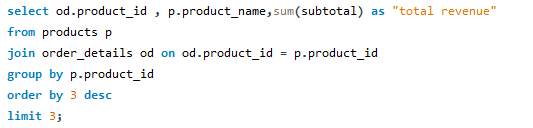 select od.product_id , p.product_name,sum(subtotal) as "total revenue"
from products p
join order_details od on od.product_id = p.product_id
group by p.product_id
order by 3 desc
limit 3;